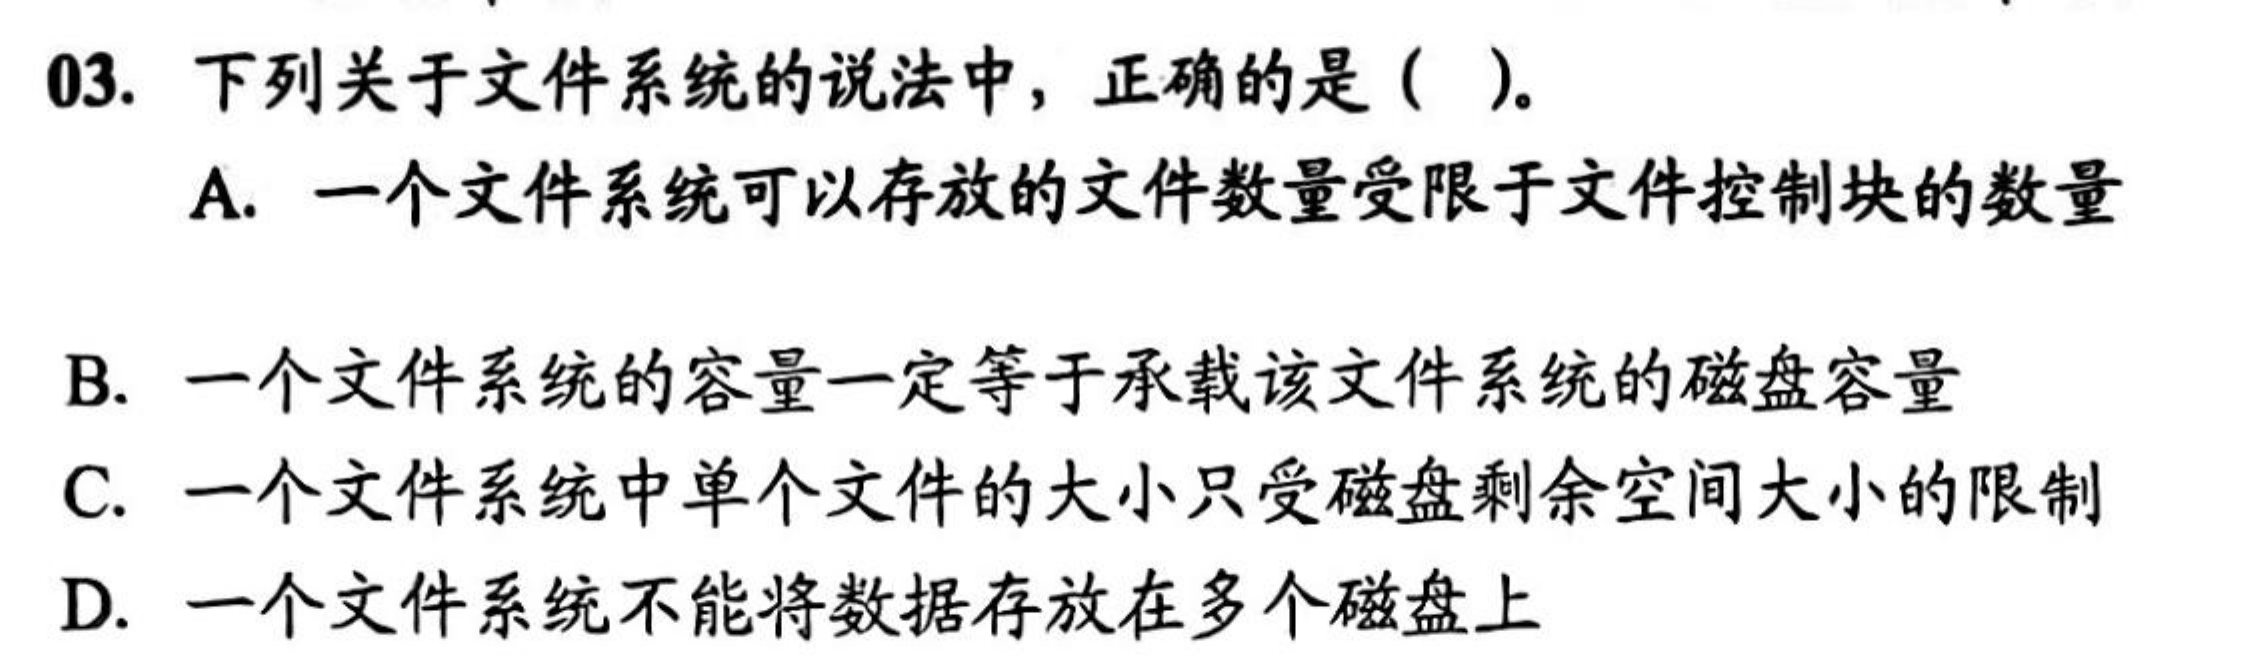 03. 下列关于文件系统的说法中，正确的是（ ）。
A. 一个文件系统可以存放的文件数量受限于文件控制块的数量
B. 一个文件系统的容量一定等于承载该文件系统的磁盘容量
C. 一个文件系统中单个文件的大小只受磁盘剩余空间大小的限制
D. 一个文件系统不能将数据存放在多个磁盘上